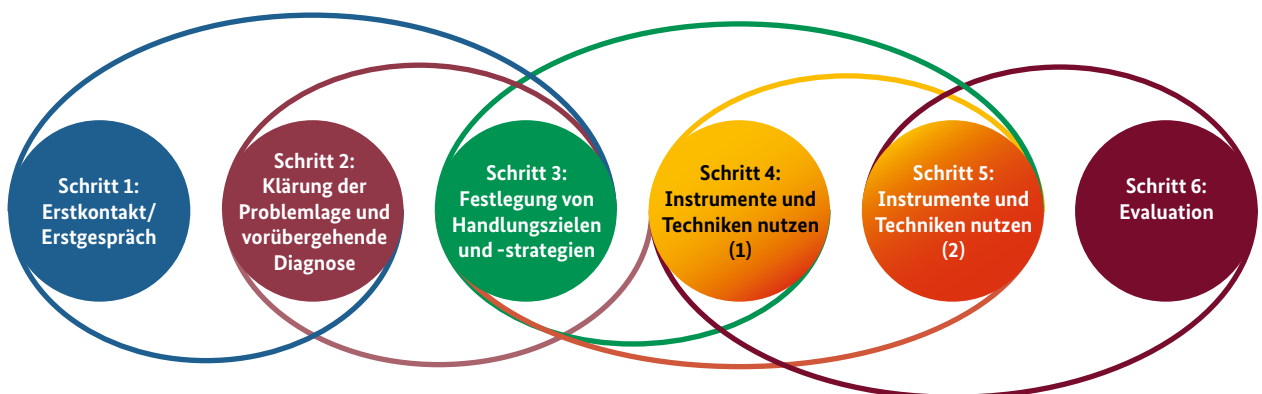 Schritt 1:
Erstkontakt/
Erstgespräch
Schritt 2:
Klärung der
Problemlage und
vorübergehende
Diagnose
Schritt 3:
Festlegung von
Handlungszielen
und -strategien
Schritt 4:
Instrumente und
Techniken nutzen
(1)
Schritt 5:
Instrumente und
Techniken nutzen
(2)
Schritt 6:
Evaluation